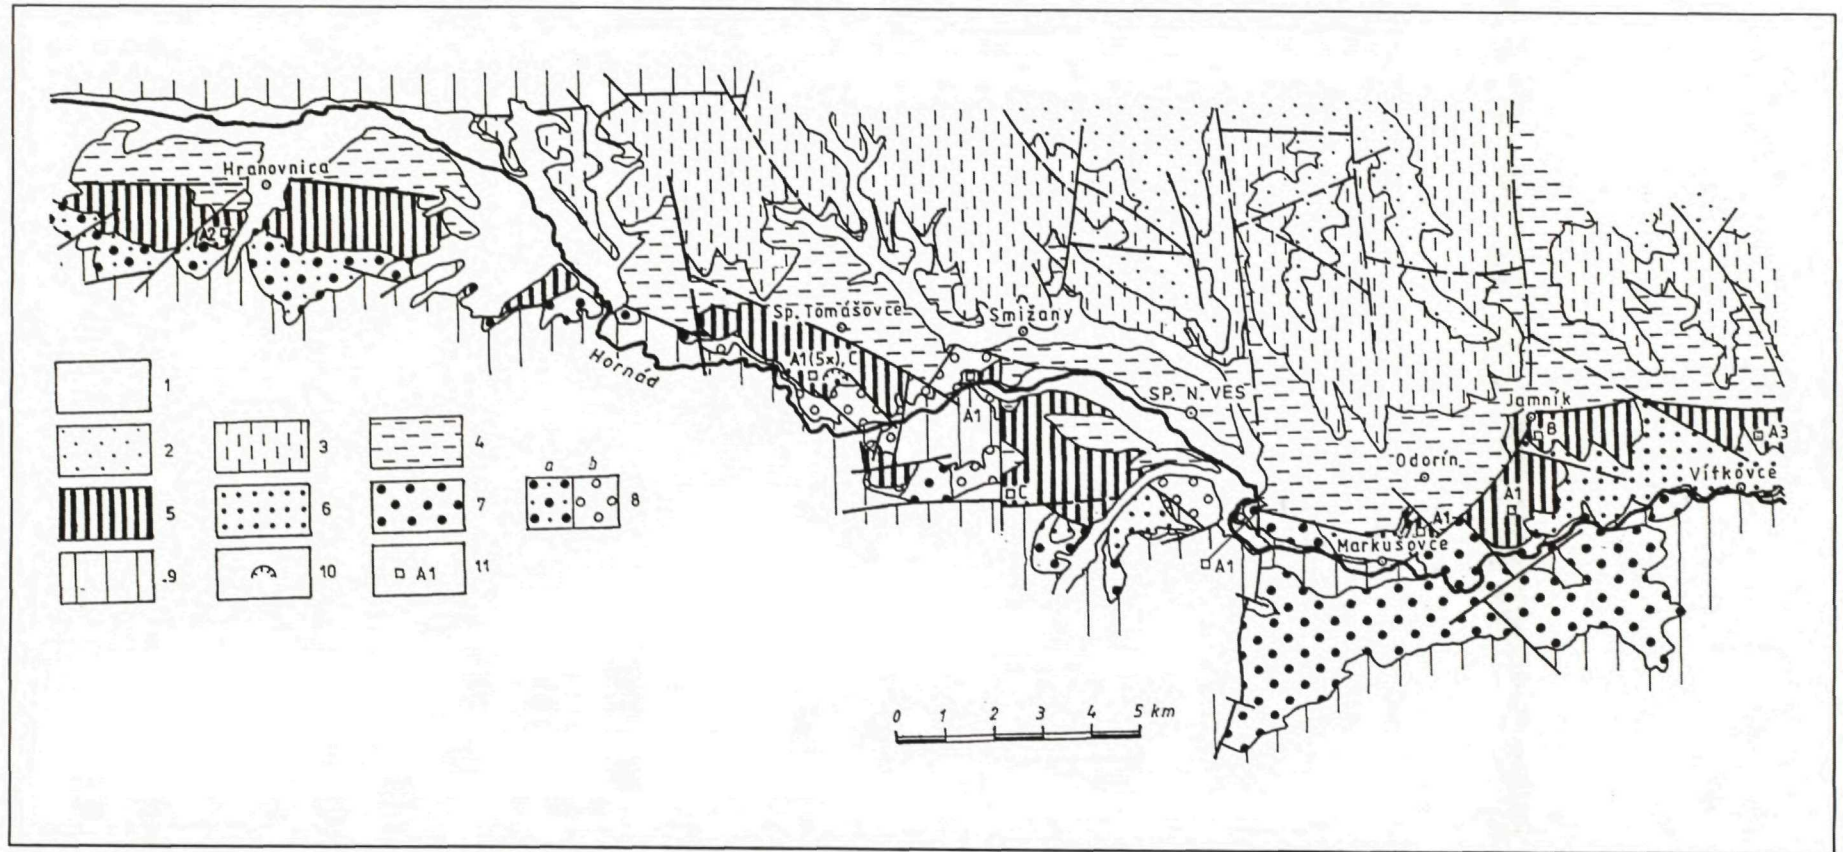 Hranovnica
A2
Sp. Tomášovce
Smižany
A1(5x), C
Hornád
A1
SP. N. VES
Jamník
B
A3
Odorín
Vítkovce
C
A1
A1
Markušovce
A1
1
2
3
4
a b
5
6
7
8
9
10
A1 11
0 1 2 3 4 5 km